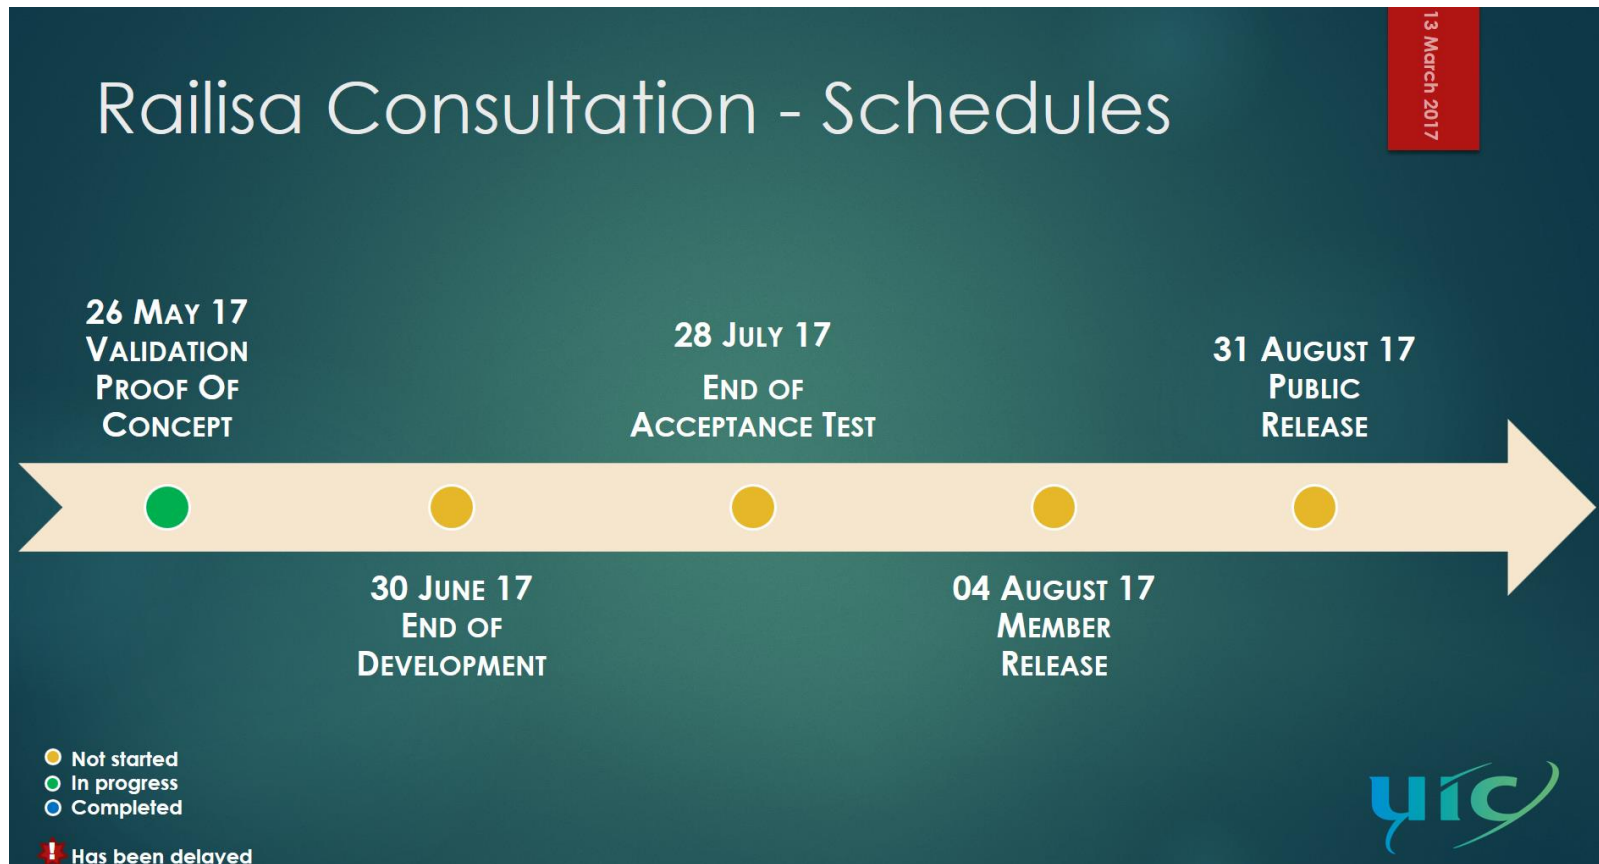 13 March 2017
Railisa Consultation - Schedules
26 May 17
Validation
Proof Of
Concept
28 July 17
End of
Acceptance Test
31 August 17
Public
Release
30 June 17
End of
Development
04 August 17
Member
Release
Not started
In progress
Completed
! Has been delayed
uic